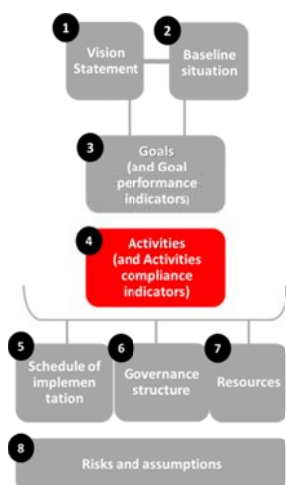 1
2
Vision
Statement
Baseline
situation
3
Goals
(and Goal
performance
indicators)
4
Activities
(and Activities
compliance
indicators)
5
6
7
Schedule of
implemen
tation
Governance
structure
Resources
8
Risks and assumptions